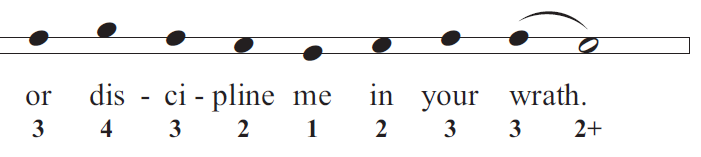 or dis - ci - pline me in your wrath.
3 4 3 2 1 2 3 3 2+